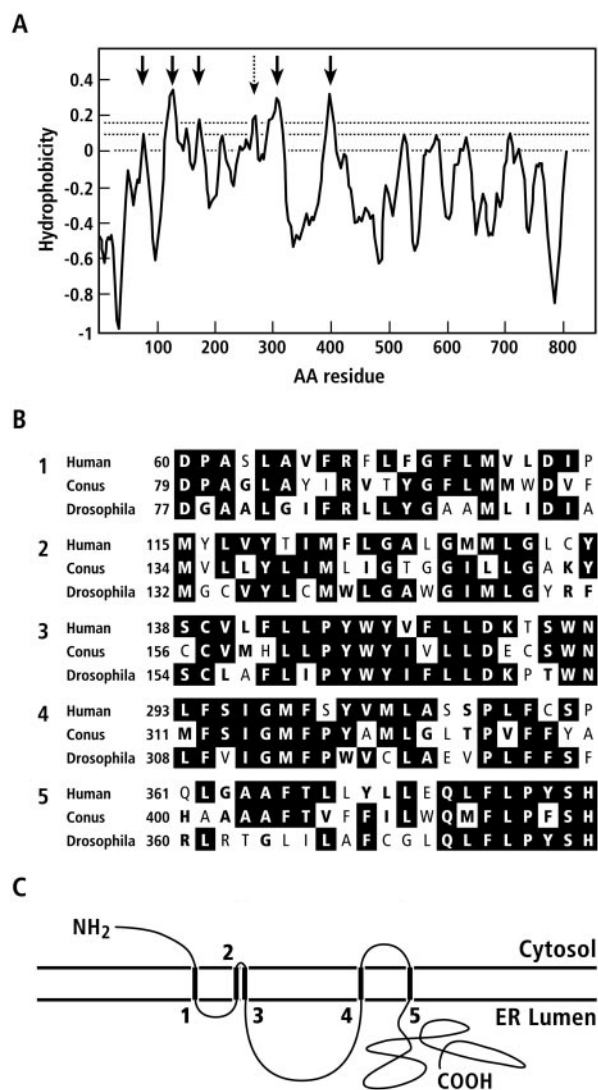 A
Hydrophobicity
0.4
0.2
0
-0.2
-0.4
-0.6
-0.8
-1
100 200 300 400 500 600 700 800
AA residue
B
1 Human 60 D P A S L A V F R F L F G F L M V L D I P
Conus 79 D P A G L A Y I R V T Y G F L M M W D V F
Drosophila 77 D G A A L G I F R L L Y G A A M L I D I A
2 Human 115 M Y L V Y T I M F L G A L G M M L G L C Y
Conus 134 M V L L Y L I M L I G T G G I L L G A K Y
Drosophila 132 M G C V Y L C M W L G A W G I M L G Y R F
3 Human 138 S C V L F L L P Y W Y V F L L D K T S W N
Conus 156 C C V M H L L P Y W Y I V L L D E C S W N
Drosophila 154 S C L A F L I P Y W Y I F L L D K P T W N
4 Human 293 L F S I G M F S Y V M L A S S P L F C S P
Conus 311 M F S I G M F P Y A M L G L T P V F F Y A
Drosophila 308 L F V I G M F P W V C L A E V P L F F S F
5 Human 361 Q L G A A F T L L Y L L E Q L F L P Y S H
Conus 400 H A A A A F T V F F I L W Q M F L P F S H
Drosophila 360 R L R T G L I L A F C G L Q L F L P Y S H
C
NH2
Cytosol
1 2 3 4 5
ER Lumen
COOH